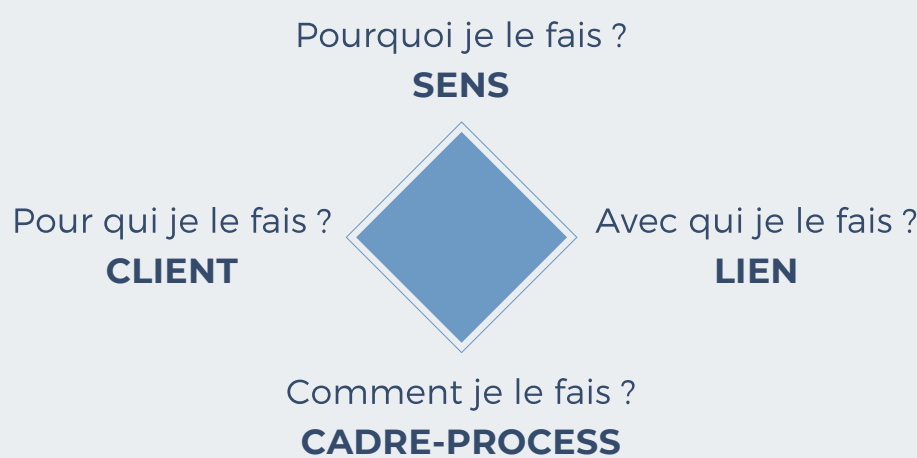 Pourquoi je le fais ?
SENS
Pour qui je le fais ?
CLIENT
Avec qui je le fais ?
LIEN
Comment je le fais ?
CADRE-PROCESS